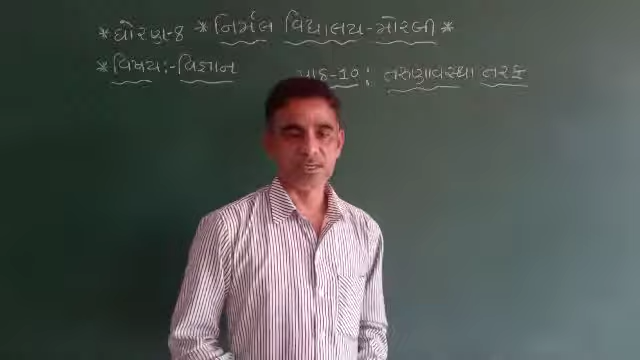 * ધોરણ-8 * નિર્મલ વિદ્યાલય-મોરબી *
* વિષય:-વિજ્ઞાન પાઠ-10: તરુણાવસ્થા તરફ